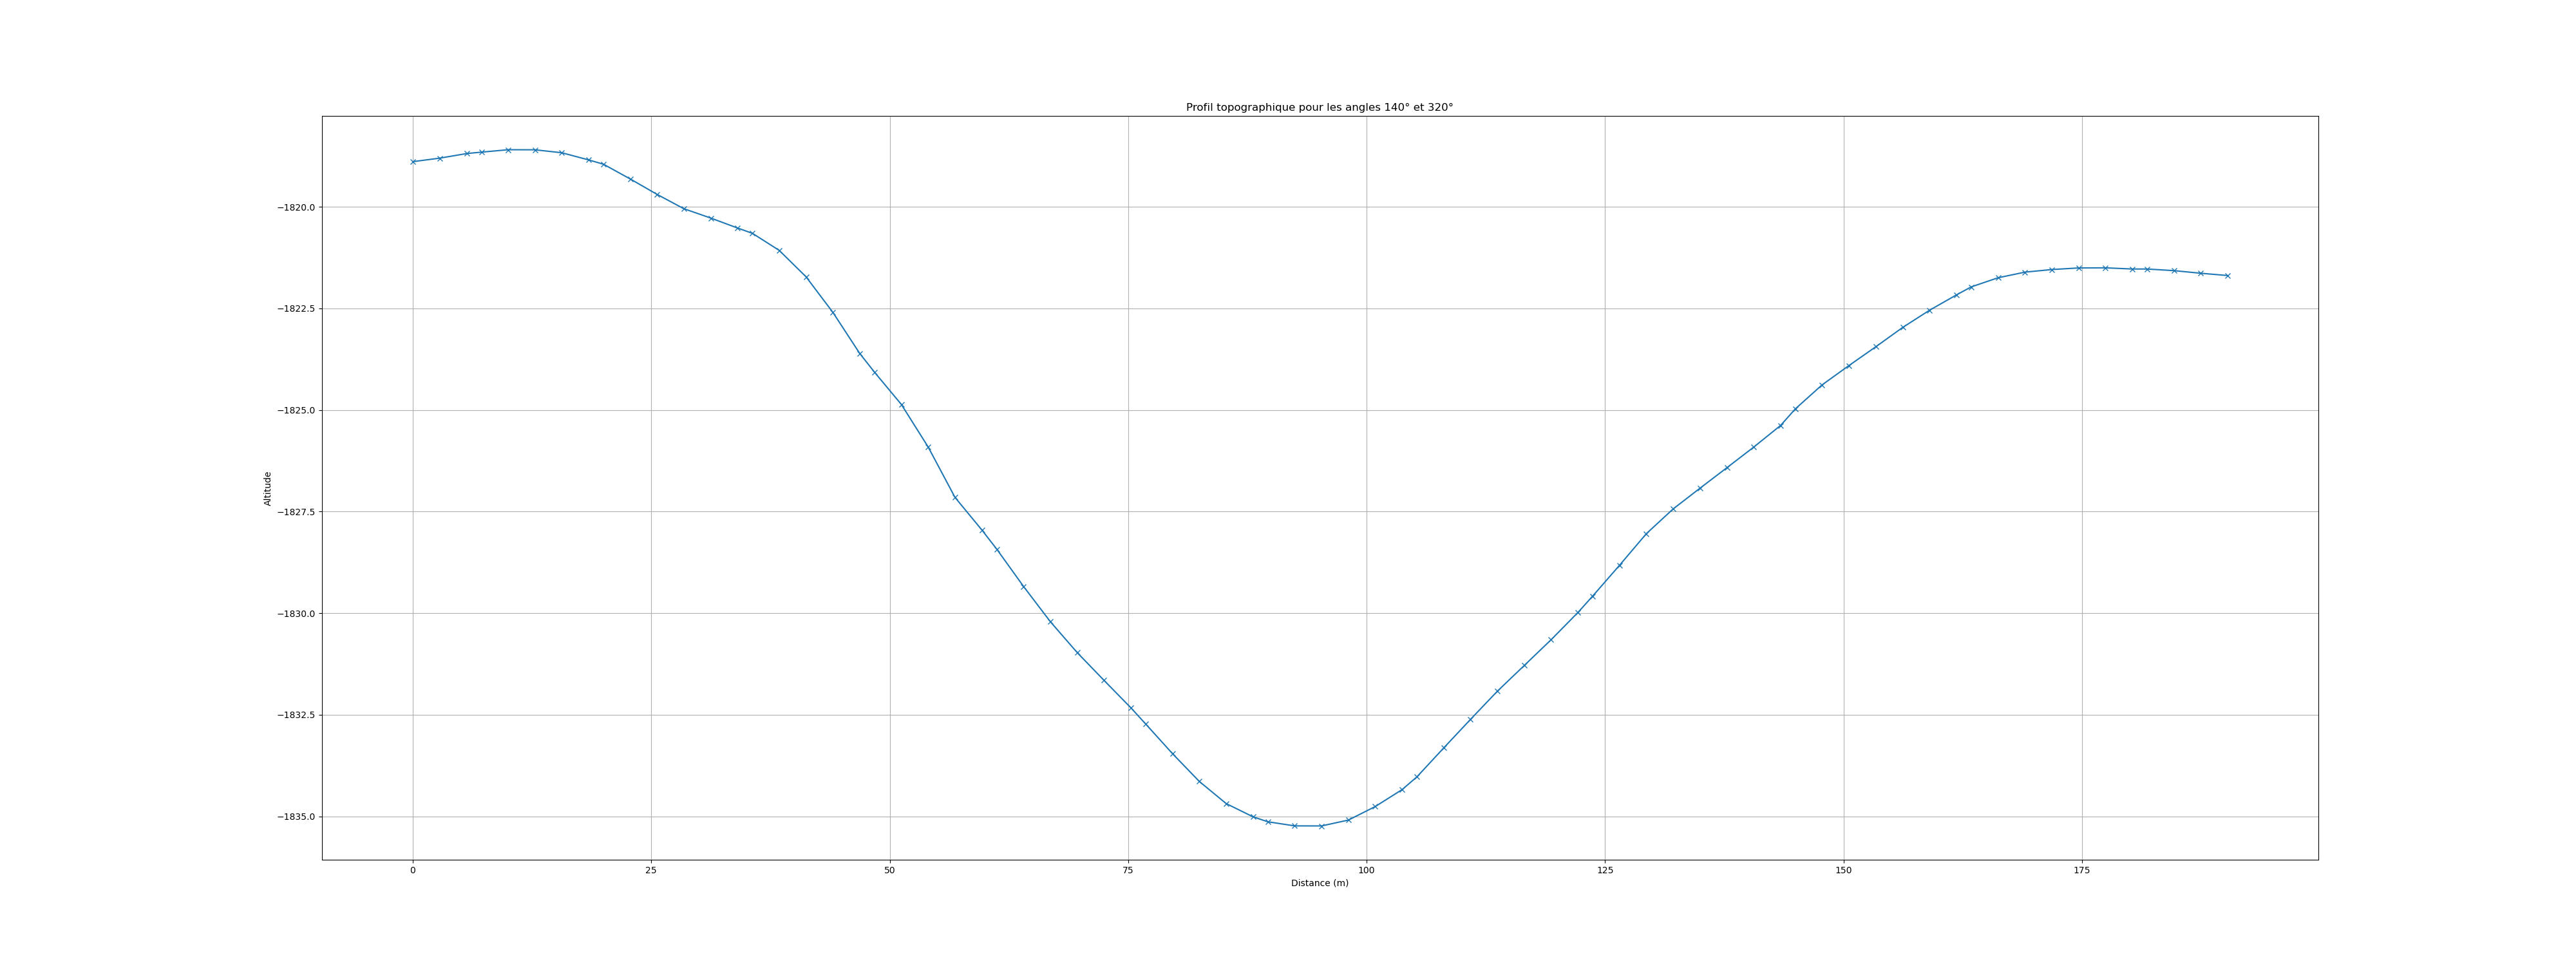 Profil topographique pour les angles 140° et 320°
Altitude
−1820.0
−1822.5
−1825.0
−1827.5
−1830.0
−1832.5
−1835.0
0 25 50 75 100 125 150 175
Distance (m)